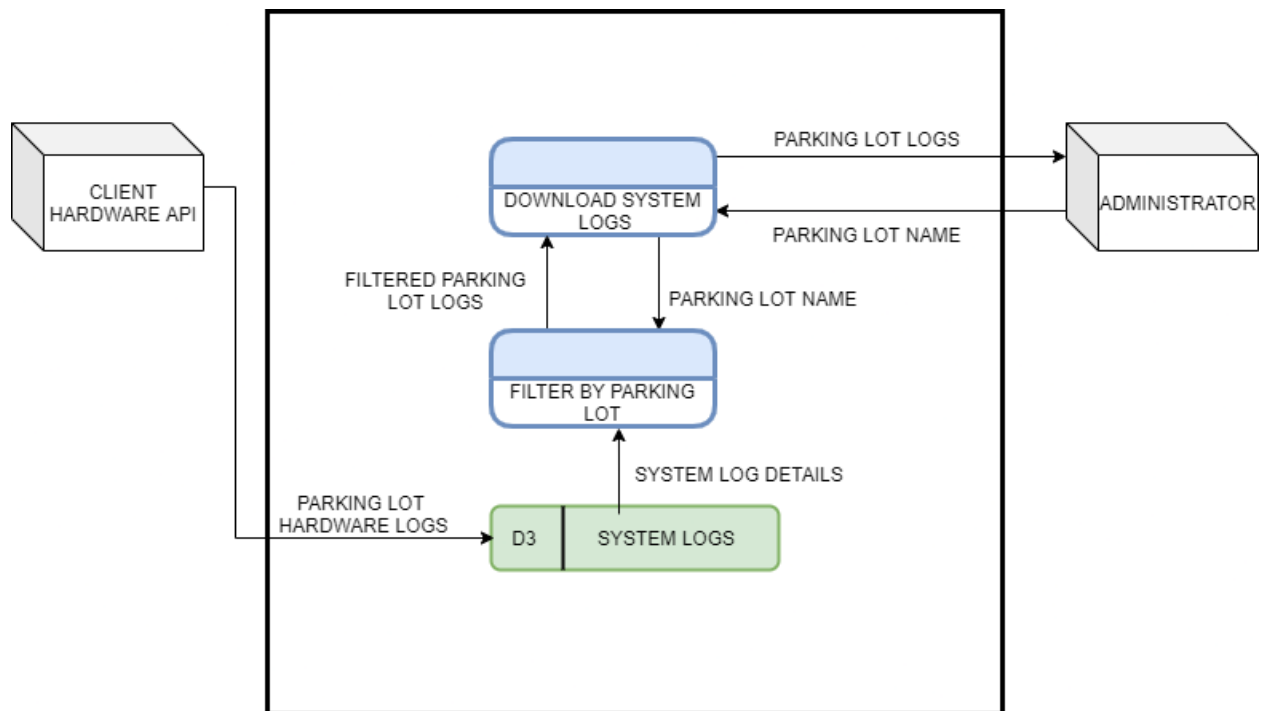 CLIENT
HARDWARE API
PARKING LOT LOGS
ADMINISTRATOR
DOWNLOAD SYSTEM
LOGS
PARKING LOT NAME
FILTERED PARKING
LOT LOGS
PARKING LOT NAME
FILTER BY PARKING
LOT
SYSTEM LOG DETAILS
PARKING LOT
HARDWARE LOGS
D3
SYSTEM LOGS